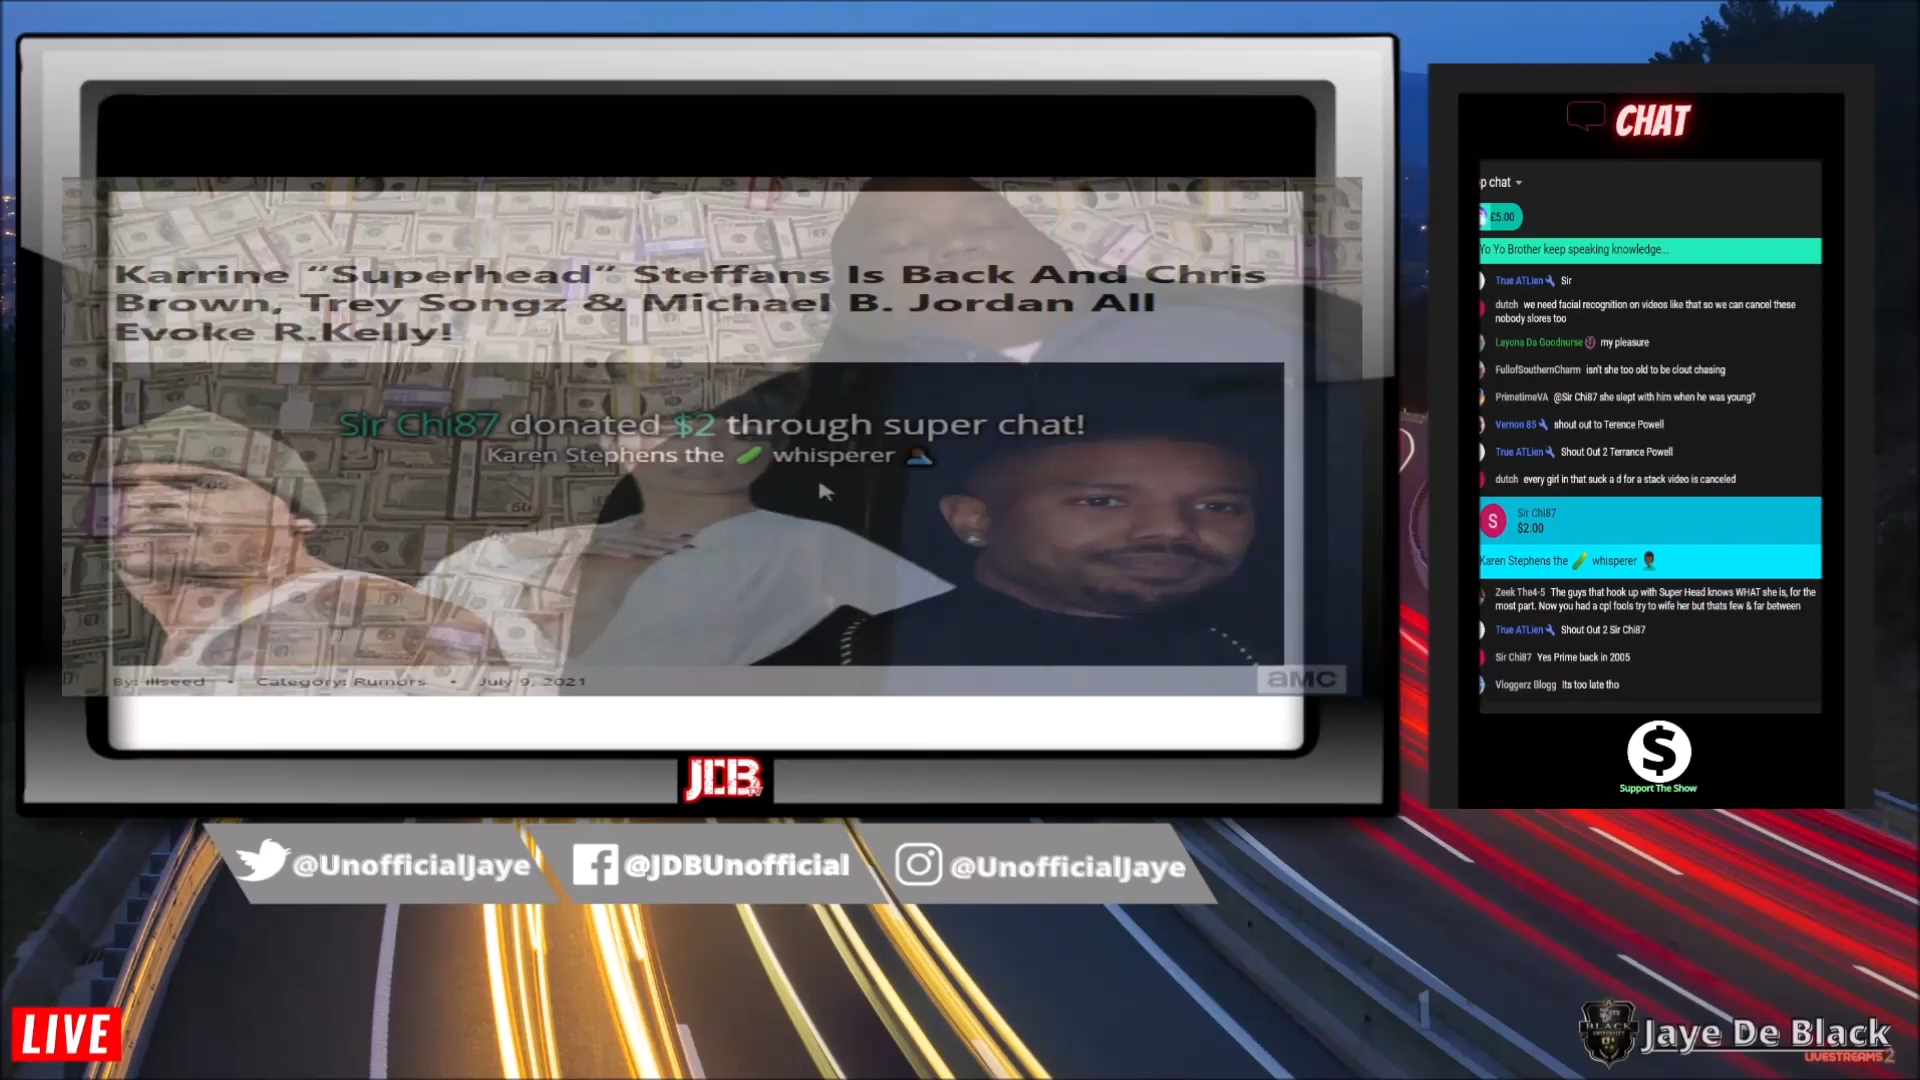 Karrine “Superhead” Steffans Is Back And Chris
Brown, Trey Songz & Michael B. Jordan All
Evoke R.Kelly!
Sir Chi87 donated $2 through super chat!
Karen Stephens the whisperer
By: illseed • Category: Rumors • July 9, 2021
aMC
JDB
TV
@UnofficialJaye
@JDBUnofficial
@UnofficialJaye
LIVE
CHAT
p chat
£5.00
Yo Yo Brother keep speaking knowledge...
True ATLien Sir
dutch we need facial recognition on videos like that so we can cancel these
nobody slores too
Layona Da Goodnurse my pleasure
FullofSouthernCharm isn't she too old to be clout chasing
PrimetimeVA @Sir Chi87 she slept with him when he was young?
Vernon 85 shout out to Terence Powell
True ATLien Shout Out 2 Terrance Powell
dutch every girl in that suck a d for a stack video is canceled
S
Sir Chi87
$2.00
Karen Stephens the whisperer
Zeek The4-5 The guys that hook up with Super Head knows WHAT she is, for the
most part. Now you had a cpl fools try to wife her but thats few & far between
True ATLien Shout Out 2 Sir Chi87
Sir Chi87 Yes Prime back in 2005
Vloggerz Blogg Its too late tho
$
Support The Show
BLACK
Jaye De Black
LIVESTREAMS 2